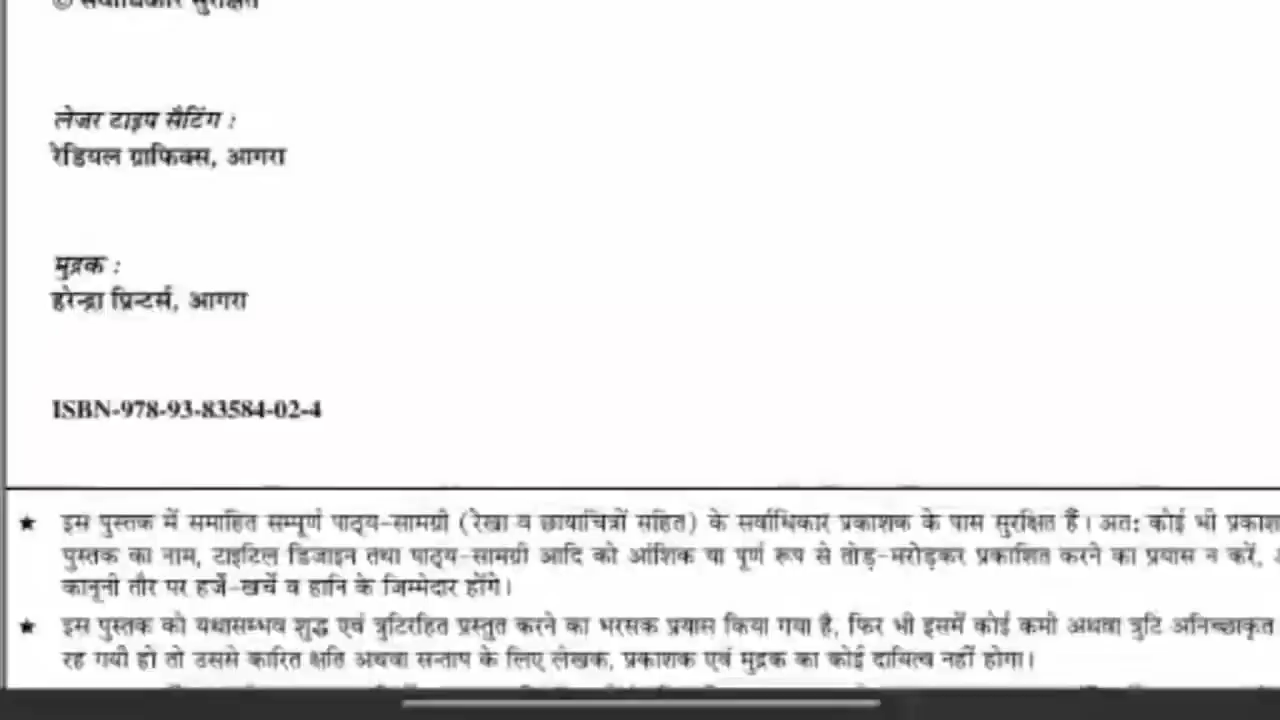 © सर्वाधिकार सुरक्षित
लेजर टाइप सैटिंग :
रेडियल ग्राफिक्स, आगरा
मुद्रक :
हरेन्द्रा प्रिन्टर्स, आगरा
ISBN-978-93-83584-02-4
★ इस पुस्तक में समाहित सम्पूर्ण पाठ्य-सामग्री (रेखा व छायाचित्रों सहित) के सर्वाधिकार प्रकाशक के पास सुरक्षित हैं। अतः कोई भी
पुस्तक का नाम, टाइटिल डिजाइन तथा पाठ्य-सामग्री आदि को आंशिक या पूर्ण रूप से तोड़-मरोड़कर प्रकाशित करने का प्रयास न करें,
कानूनी तौर पर हर्जे-खर्चे व हानि के जिम्मेदार होंगे।
★ इस पुस्तक को यथासम्भव शुद्ध एवं त्रुटिरहित प्रस्तुत करने का भरसक प्रयास किया गया है, फिर भी इसमें कोई कमी अथवा त्रुटि अनिच्छाकृत
रह गयी हो तो उससे कारित क्षति अथवा सन्ताप के लिए लेखक, प्रकाशक एवं मुद्रक का कोई दायित्व नहीं होगा।